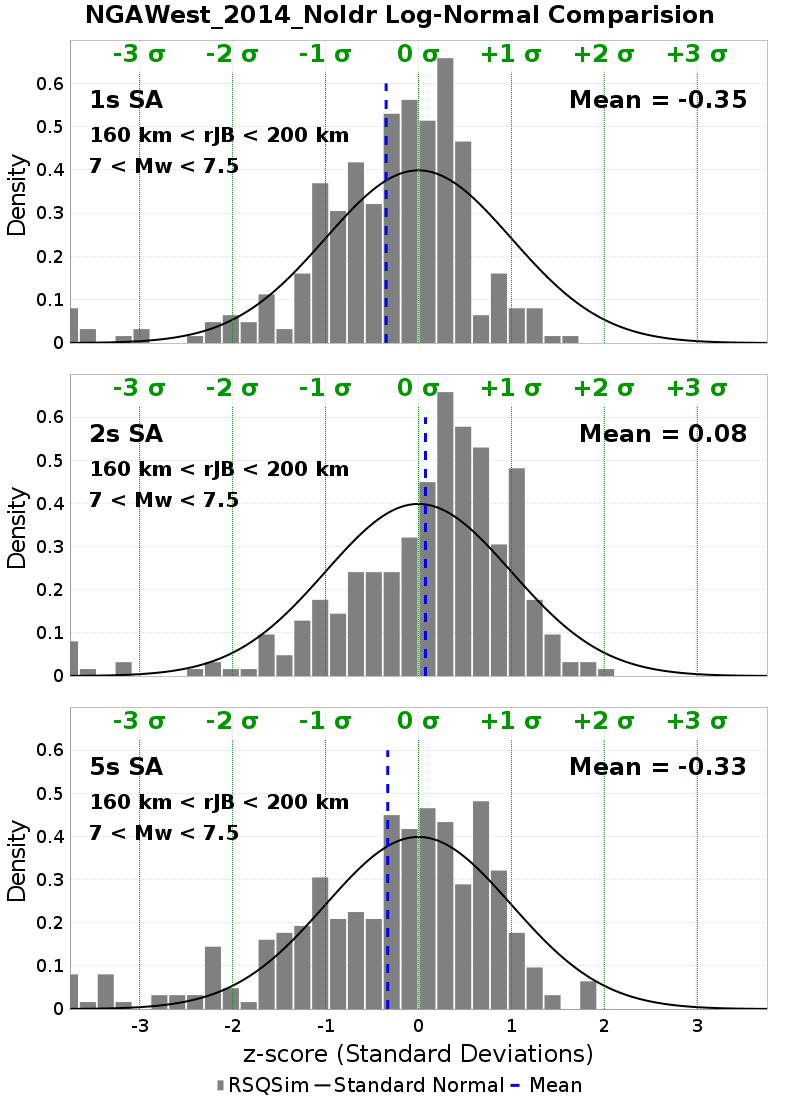 NGAWest_2014_NoIdr Log-Normal Comparision
-3 σ -2 σ -1 σ 0 σ +1 σ +2 σ +3 σ
1s SA
Mean = -0.35
160 km < rJB < 200 km
7 < Mw < 7.5
0.6
0.5
0.4
0.3
0.2
0.1
0
Density
-3 σ -2 σ -1 σ 0 σ +1 σ +2 σ +3 σ
2s SA
Mean = 0.08
160 km < rJB < 200 km
7 < Mw < 7.5
0.6
0.5
0.4
0.3
0.2
0.1
0
Density
-3 σ -2 σ -1 σ 0 σ +1 σ +2 σ +3 σ
5s SA
Mean = -0.33
160 km < rJB < 200 km
7 < Mw < 7.5
0.6
0.5
0.4
0.3
0.2
0.1
0
Density
-3 -2 -1 0 1 2 3
z-score (Standard Deviations)
RSQSim Standard Normal Mean